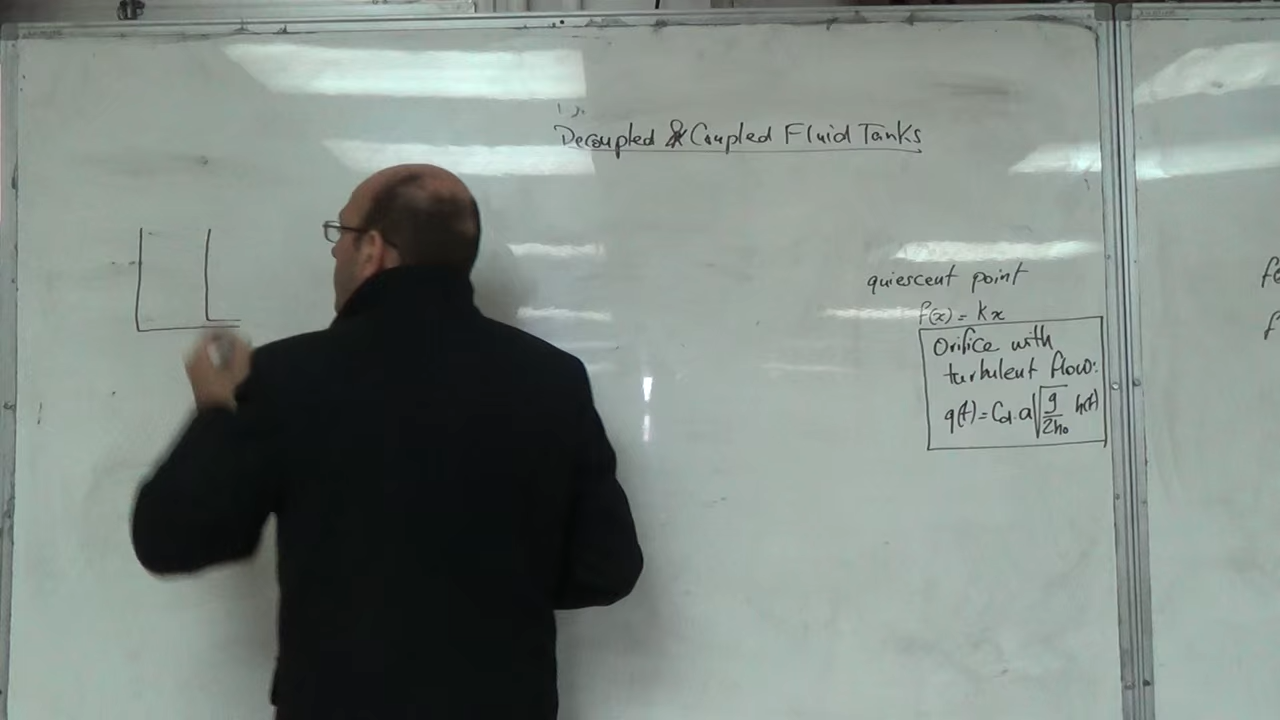 Decoupled & Coupled Fluid Tanks
quiescent point
f(x) = kx
Orifice with
turbulent flow:
q(t) = Cd.a√(g/2h₀) h(t)